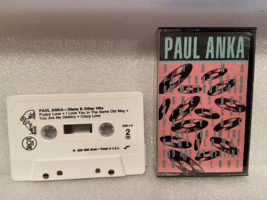 PAUL ANKA
PAUL ANKA—Diana & Other Hits
Puppy Love • I Love You In The Same Old Way •
You Are My Destiny • Crazy Love
2
RCA